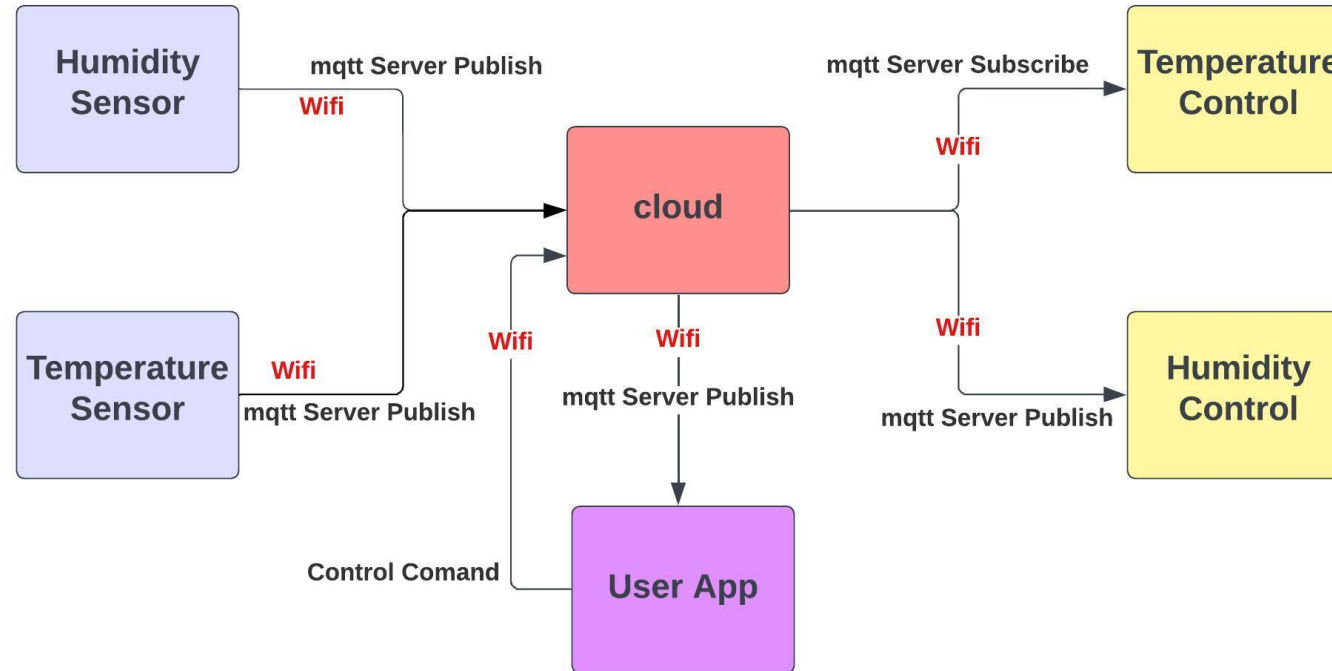 Humidity
Sensor
mqtt Server Publish
Wifi
mqtt Server Subscribe
Wifi
Temperature
Control
cloud
Temperature
Sensor
Wifi
mqtt Server Publish
Wifi
Wifi
mqtt Server Publish
Wifi
mqtt Server Publish
Humidity
Control
Control Comand
User App